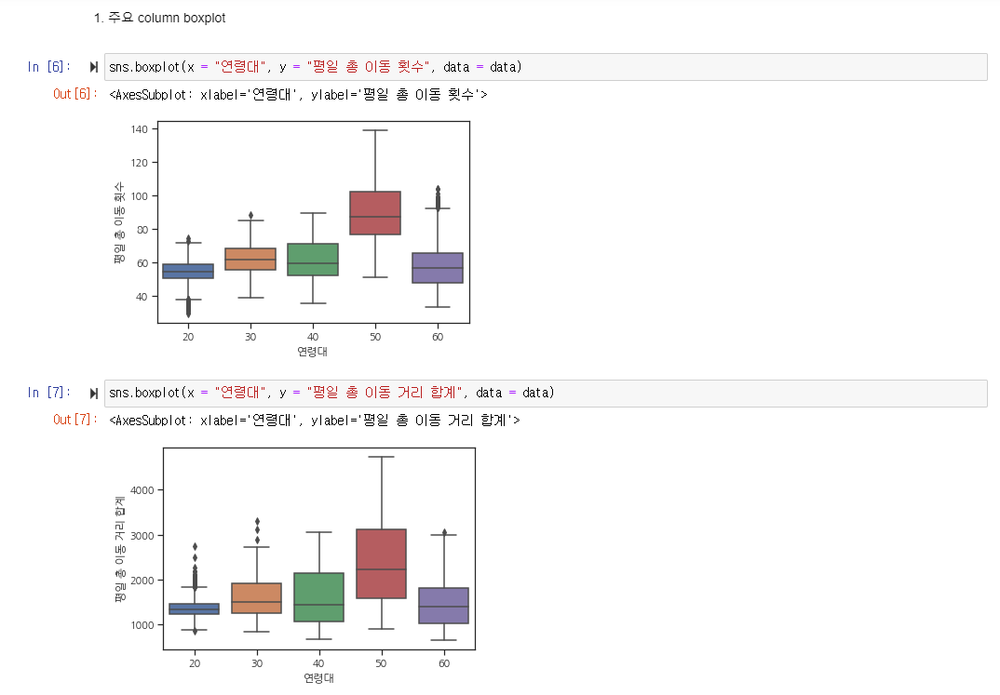 1. 주요 column boxplot
In [6]: sns.boxplot(x = "연령대", y = "평일 총 이동 횟수", data = data)
Out[6]: <AxesSubplot: xlabel='연령대', ylabel='평일 총 이동 횟수'>
140
120
100
80
60
40
평일 총 이동 횟수
20 30 40 50 60
연령대
In [7]: sns.boxplot(x = "연령대", y = "평일 총 이동 거리 합계", data = data)
Out[7]: <AxesSubplot: xlabel='연령대', ylabel='평일 총 이동 거리 합계'>
4000
3000
2000
1000
평일 총 이동 거리 합계
20 30 40 50 60
연령대